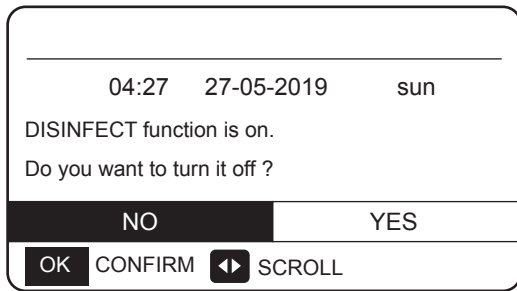 04:27 27-05-2019 sun
DISINFECT function is on.
Do you want to turn it off ?
NO YES
OK CONFIRM SCROLL